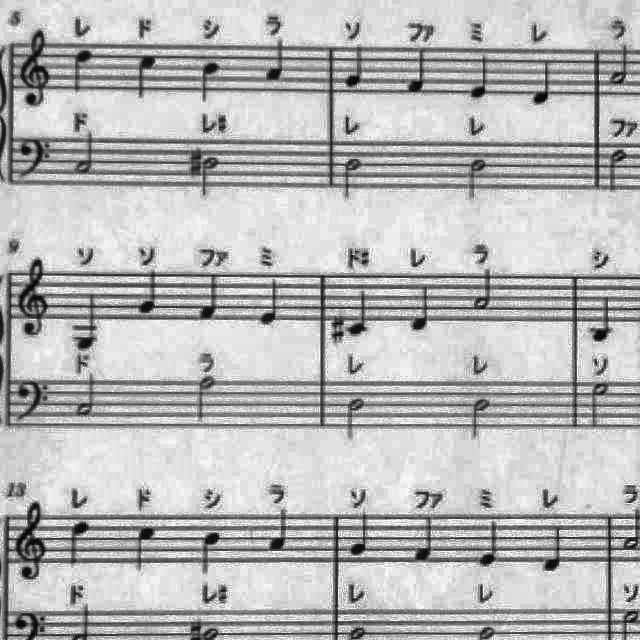 5 レ ド シ ラ ソ ファ ミ レ ラ
ド レ♯ レ レ ファ
9 ソ ソ ファ ミ ド♯ レ ラ シ
ド ラ レ レ ソ
13 レ ド シ ラ ソ ファ ミ レ ラ
ド レ♯ レ レ ソ